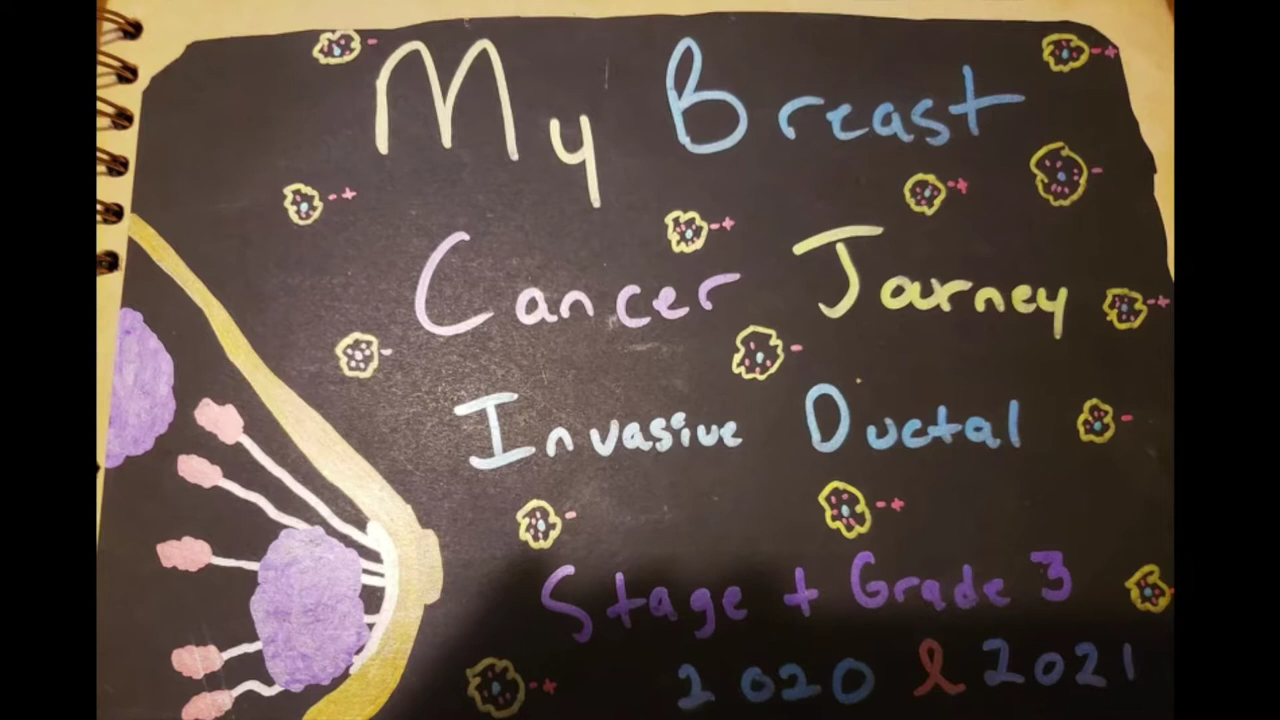 My Breast
Cancer Journey
Invasive Ductal
Stage + Grade 3
2020 2021